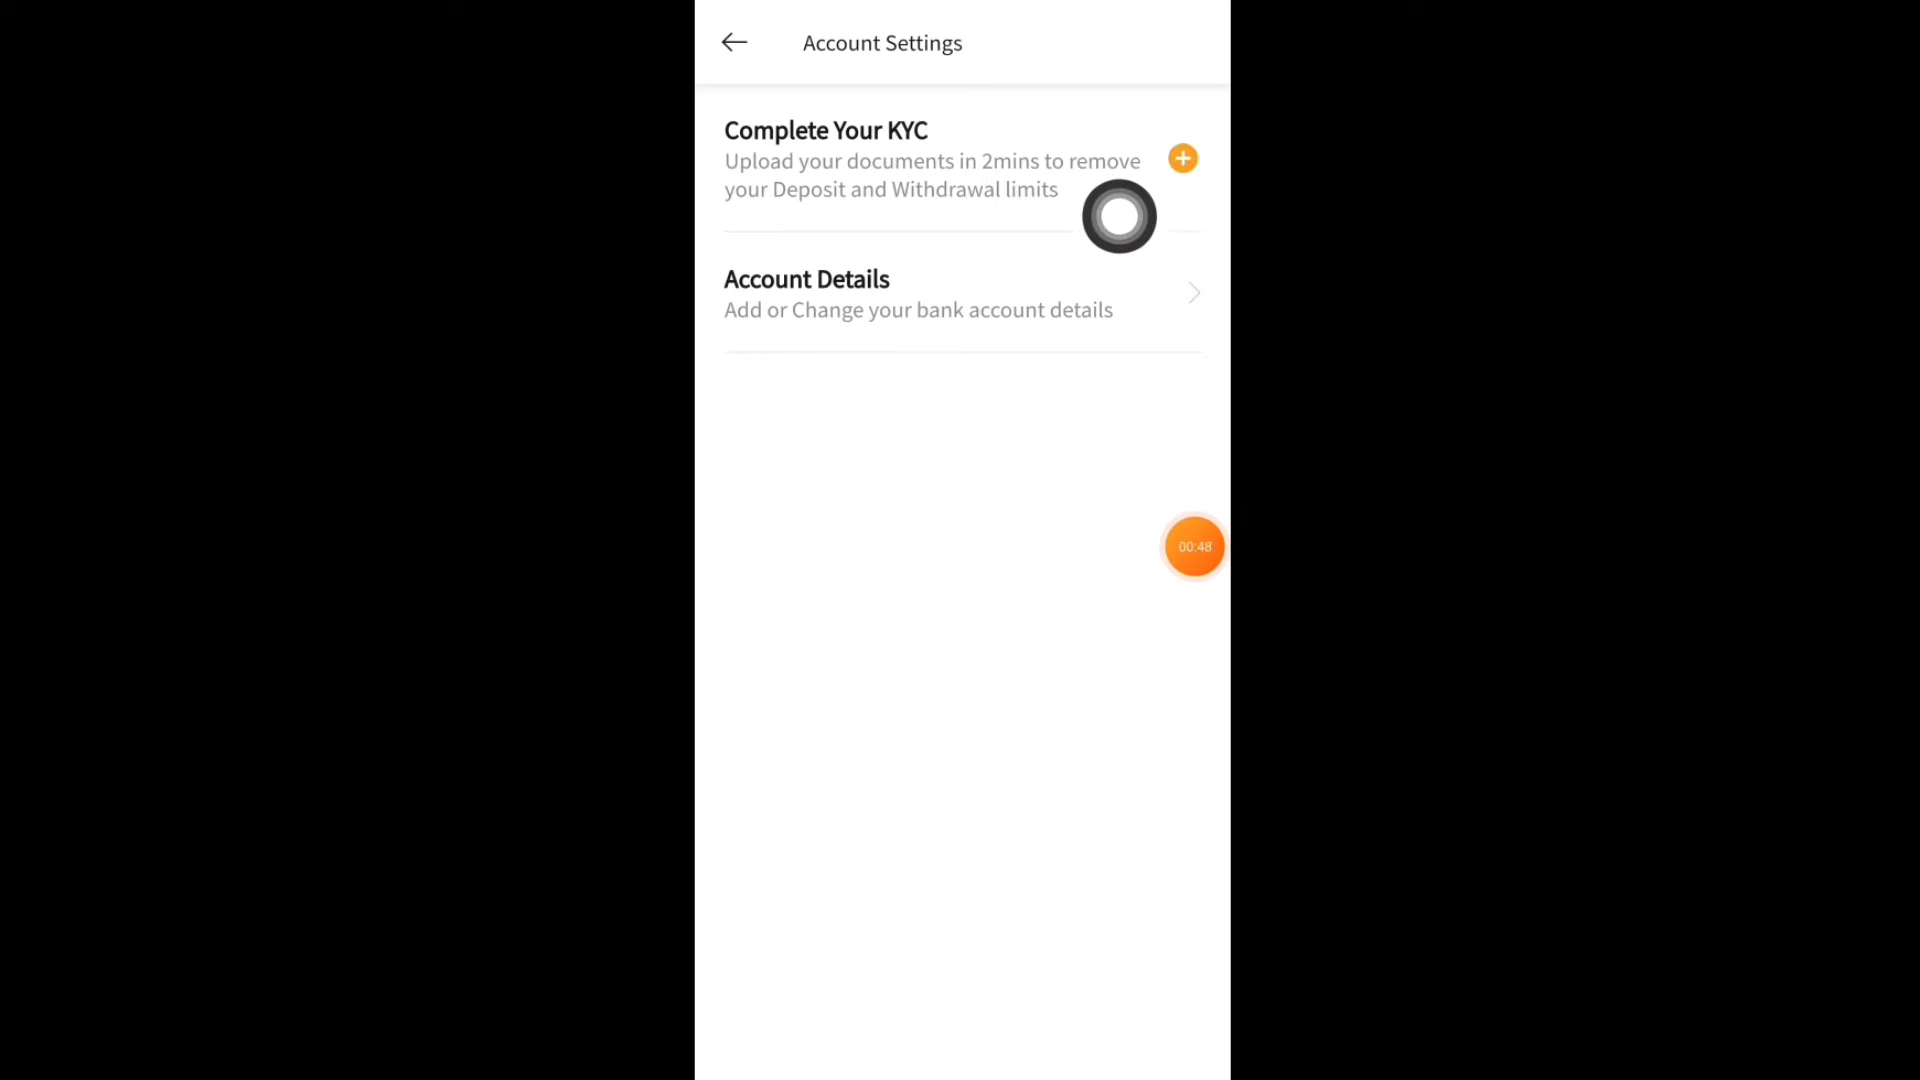 Account Settings
Complete Your KYC
Upload your documents in 2mins to remove
your Deposit and Withdrawal limits
Account Details
Add or Change your bank account details
00:48